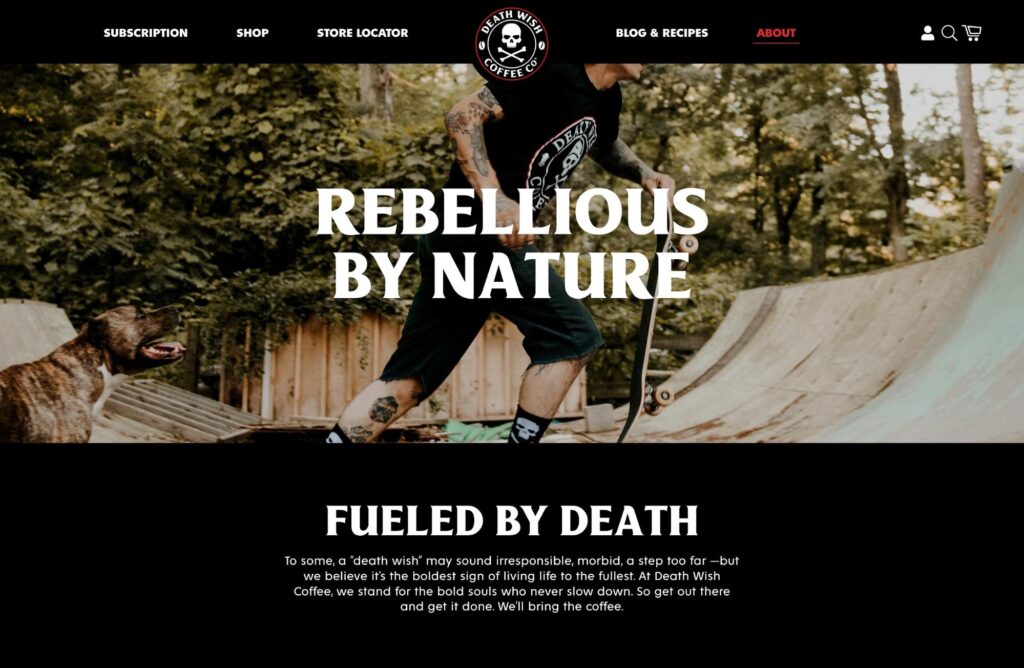 SUBSCRIPTION
SHOP
STORE LOCATOR
DEATH WISH
COFFEE CO
BLOG & RECIPES
ABOUT
REBELLIOUS
BY NATURE
FUELED BY DEATH
To some, a “death wish” may sound irresponsible, morbid, a step too far —but
we believe it's the boldest sign of living life to the fullest. At Death Wish
Coffee, we stand for the bold souls who never slow down. So get out there
and get it done. We'll bring the coffee.